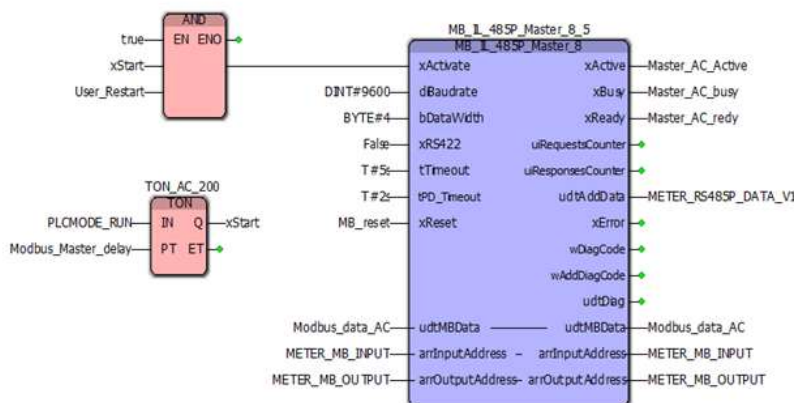 AND
true EN ENO
xStart
User_Restart
TON_AC_200
TON
PLCMODE_RUN IN Q xStart
Modbus_Master_delay PT ET
MB_IL_485P_Master_8_5
MB_IL_485P_Master_8
xActivate xActive Master_AC_Active
DINT#9600 diBaudrate xBusy Master_AC_busy
BYTE#4 bDataWidth xReady Master_AC_redy
False xRS422 uiRequestsCounter
T#5s tTimeout uiResponsesCounter
T#2s tPD_Timeout udtAddData METER_RS485P_DATA_V1
MB_reset xReset xError
wDiagCode
wAddDiagCode
udtDiag
Modbus_data_AC udtMBData udtMBData Modbus_data_AC
METER_MB_INPUT arrInputAddress arrInputAddress METER_MB_INPUT
METER_MB_OUTPUT arrOutputAddress arrOutputAddress METER_MB_OUTPUT